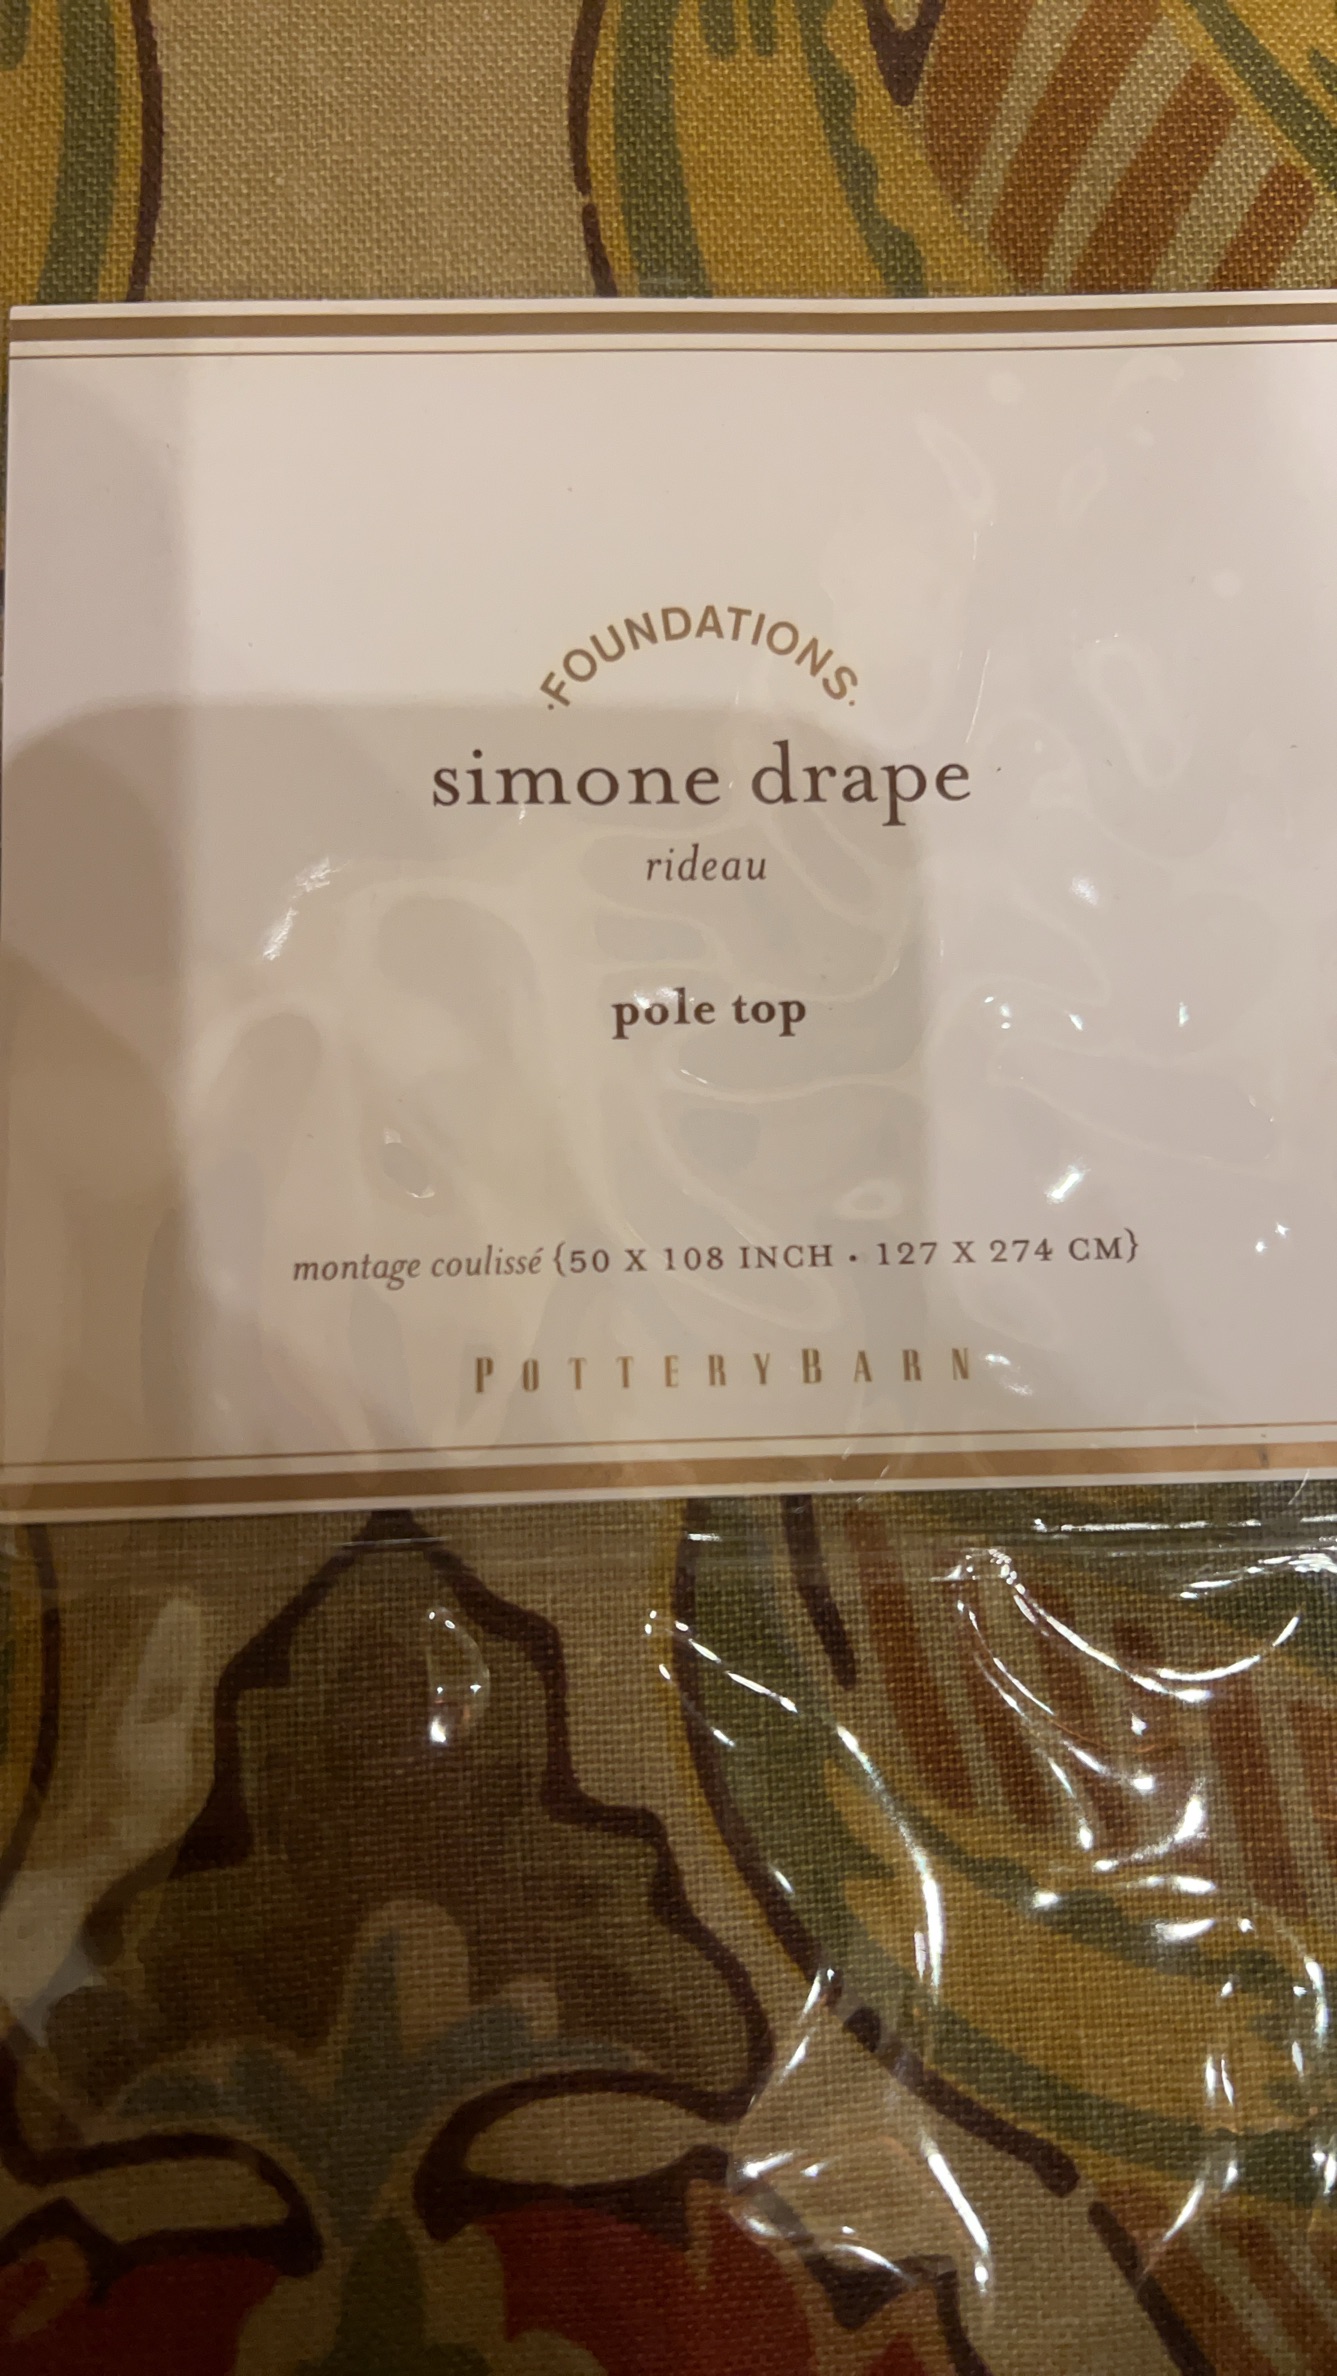 ·FOUNDATIONS·
simone drape
rideau
pole top
montage coulissé {50 X 108 INCH • 127 X 274 CM}
POTTERYBARN